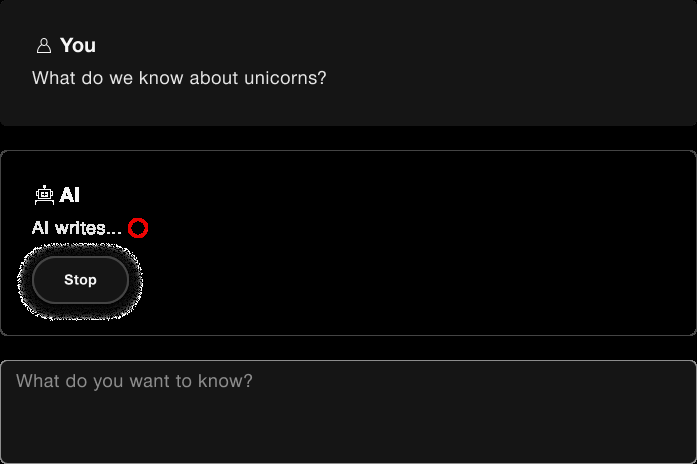 You
What do we know about unicorns?
AI
AI writes...
Stop
What do you want to know?